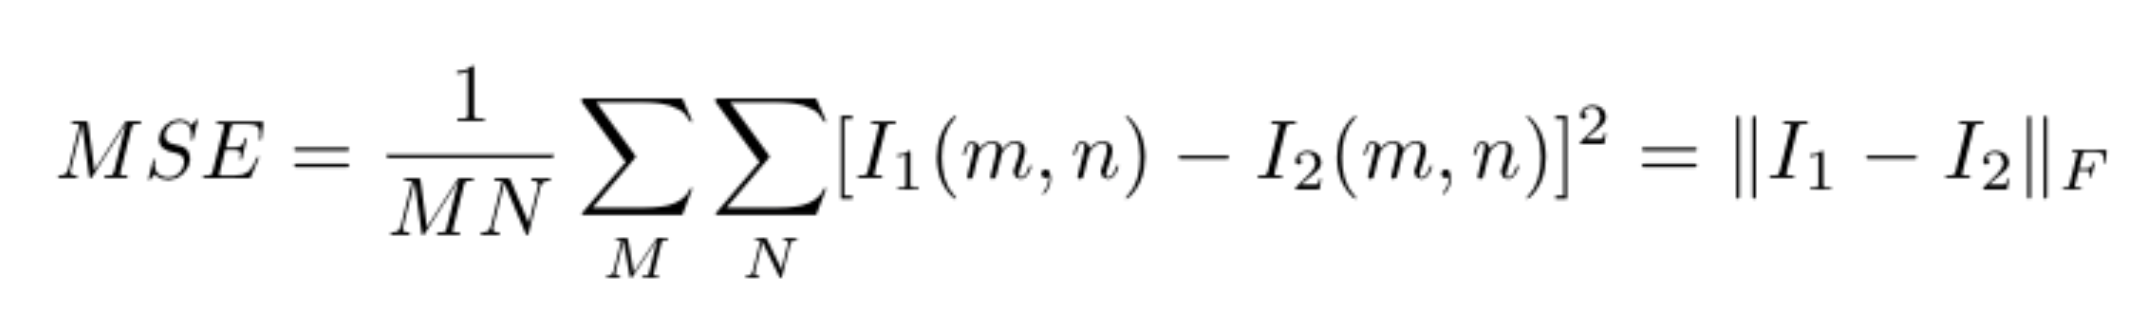 $MSE = \frac{1}{MN} \sum_{M} \sum_{N} [I_1(m, n) - I_2(m, n)]^2 = \| I_1 - I_2 \|_F$